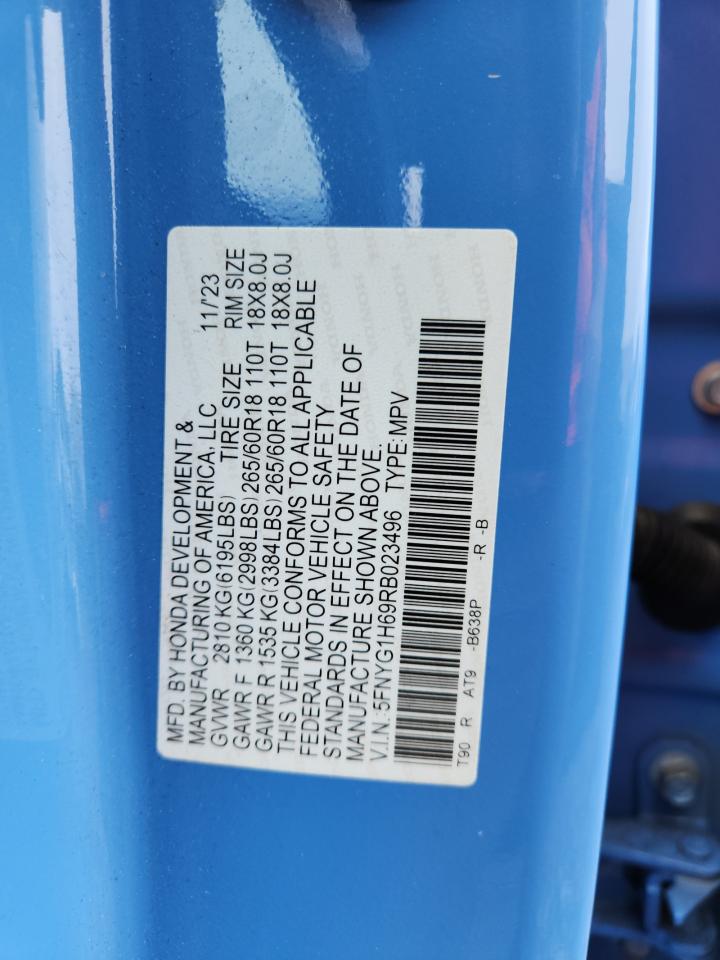 MFD. BY HONDA DEVELOPMENT &
MANUFACTURING OF AMERICA, LLC 11/'23
GVWR 2810 KG(6195LBS) TIRE SIZE RIM SIZE
GAWR F 1360 KG(2998LBS) 265/60R18 110T 18X8.0J
GAWR R 1535 KG(3384LBS) 265/60R18 110T 18X8.0J
THIS VEHICLE CONFORMS TO ALL APPLICABLE
FEDERAL MOTOR VEHICLE SAFETY
STANDARDS IN EFFECT ON THE DATE OF
MANUFACTURE SHOWN ABOVE.
V.I.N.:5FNYG1H69RB023496 TYPE:MPV
T90 R AT9 -B638P -R -B